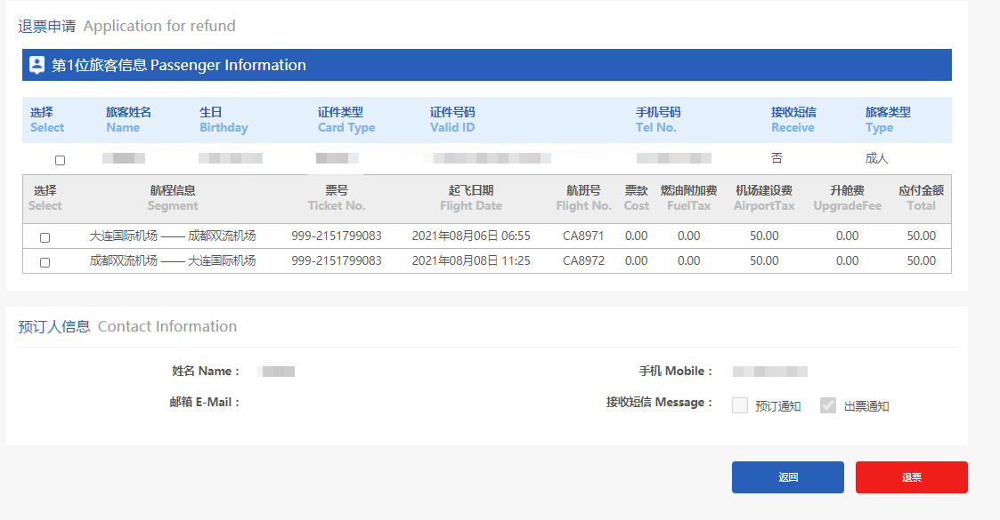 退票申请 Application for refund
第1位旅客信息 Passenger Information
选择 旅客姓名 生日 证件类型 证件号码 手机号码 接收短信 旅客类型
Select Name Birthday Card Type Valid ID Tel No. Receive Type
否 成人
选择 航程信息 票号 起飞日期 航班号 票款 燃油附加费 机场建设费 升舱费 应付金额
Select Segment Ticket No. Flight Date Flight No. Cost FuelTax AirportTax UpgradeFee Total
大连国际机场 —— 成都双流机场 999-2151799083 2021年08月06日 06:55 CA8971 0.00 0.00 50.00 0.00 50.00
成都双流机场 —— 大连国际机场 999-2151799083 2021年08月08日 11:25 CA8972 0.00 0.00 50.00 0.00 50.00
预订人信息 Contact Information
姓名 Name： 手机 Mobile：
邮箱 E-Mail： 接收短信 Message： 预订通知 出票通知
返回 退票